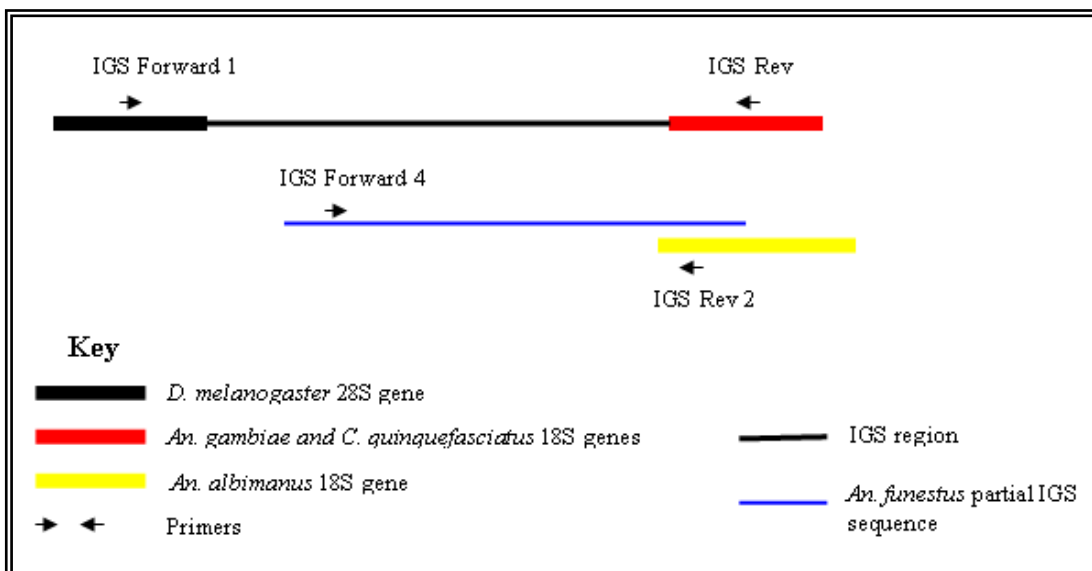 IGS Forward 1
IGS Rev
IGS Forward 4
IGS Rev 2
Key
D. melanogaster 28S gene
An. gambiae and C. quinquefasciatus 18S genes
An. albimanus 18S gene
Primers
IGS region
An. funestus partial IGS
sequence